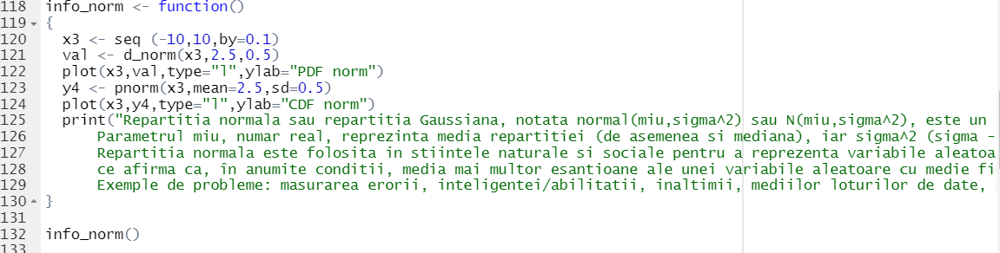 118 info_norm <- function()
119 {
120 x3 <- seq (-10,10,by=0.1)
121 val <- d_norm(x3,2.5,0.5)
122 plot(x3,val,type="l",ylab="PDF norm")
123 y4 <- pnorm(x3,mean=2.5,sd=0.5)
124 plot(x3,y4,type="l",ylab="CDF norm")
125 print("Repartitia normala sau repartitia Gaussiana, notata normal(miu,sigma^2) sau N(miu,sigma^2), este un
126 Parametrul miu, numar real, reprezinta media repartitiei (de asemenea si mediana), iar sigma^2 (sigma -
127 Repartitia normala este folosita in stiintele naturale si sociale pentru a reprezenta variabile aleatoa
128 ce afirma ca, în anumite conditii, media mai multor esantioane ale unei variabile aleatoare cu medie fi
129 Exemple de probleme: masurarea erorii, inteligentei/abilitatii, inaltimii, mediilor loturilor de date,
130 }
131
132 info_norm()
133